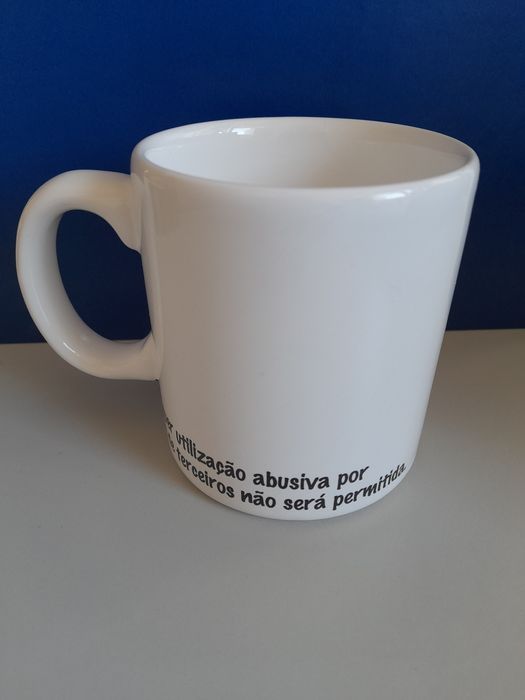 utilização abusiva por
terceiros não será permitida.